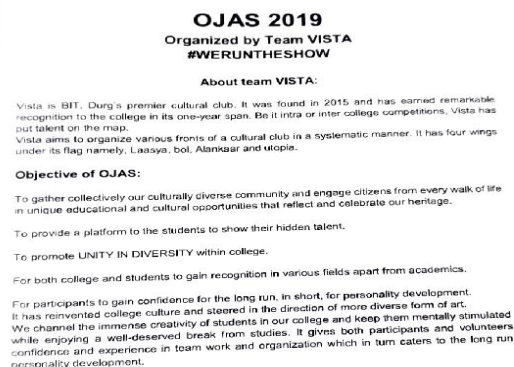 OJAS 2019
Organized by Team VISTA
#WERUNTHESHOW
About team VISTA:
Vista is BIT, Durg's premier cultural club. It was found in 2015 and has earned remarkable
recognition to the college in its one-year span. Be it intra or inter college competitions, Vista has
put talent on the map.
Vista aims to organize various fronts of a cultural club in a systematic manner. It has four wings
under its flag namely, Laasya, bol, Alankaar and utopia.
Objective of OJAS:
To gather collectively our culturally diverse community and engage citizens from every walk of life
in unique educational and cultural opportunities that reflect and celebrate our heritage.
To provide a platform to the students to show their hidden talent.
To promote UNITY IN DIVERSITY within college.
For both college and students to gain recognition in various fields apart from academics.
For participants to gain confidence for the long run, in short, for personality development.
It has reinvented college culture and steered in the direction of more diverse form of art.
We channel the immense creativity of students in our college and keep them mentally stimulated
while enjoying a well-deserved break from studies. It gives both participants and volunteers
confidence and experience in team work and organization which in turn caters to the long run
personality development.